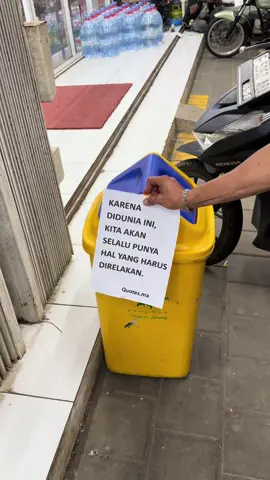 KARENA
DIDUNIA INI,
KITA AKAN
SELALU PUNYA
HAL YANG HARUS
DIRELAKAN.
Quotes.ma